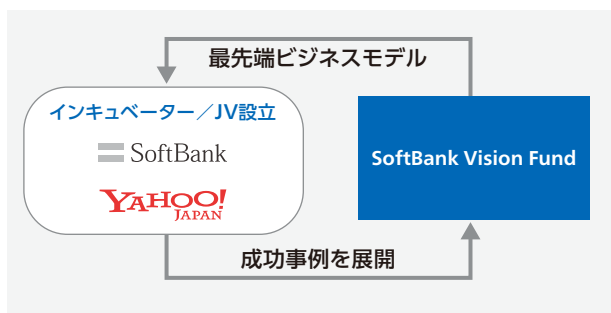 最先端ビジネスモデル
インキュベーター／JV設立
SoftBank
YAHOO!
JAPAN
SoftBank Vision Fund
成功事例を展開